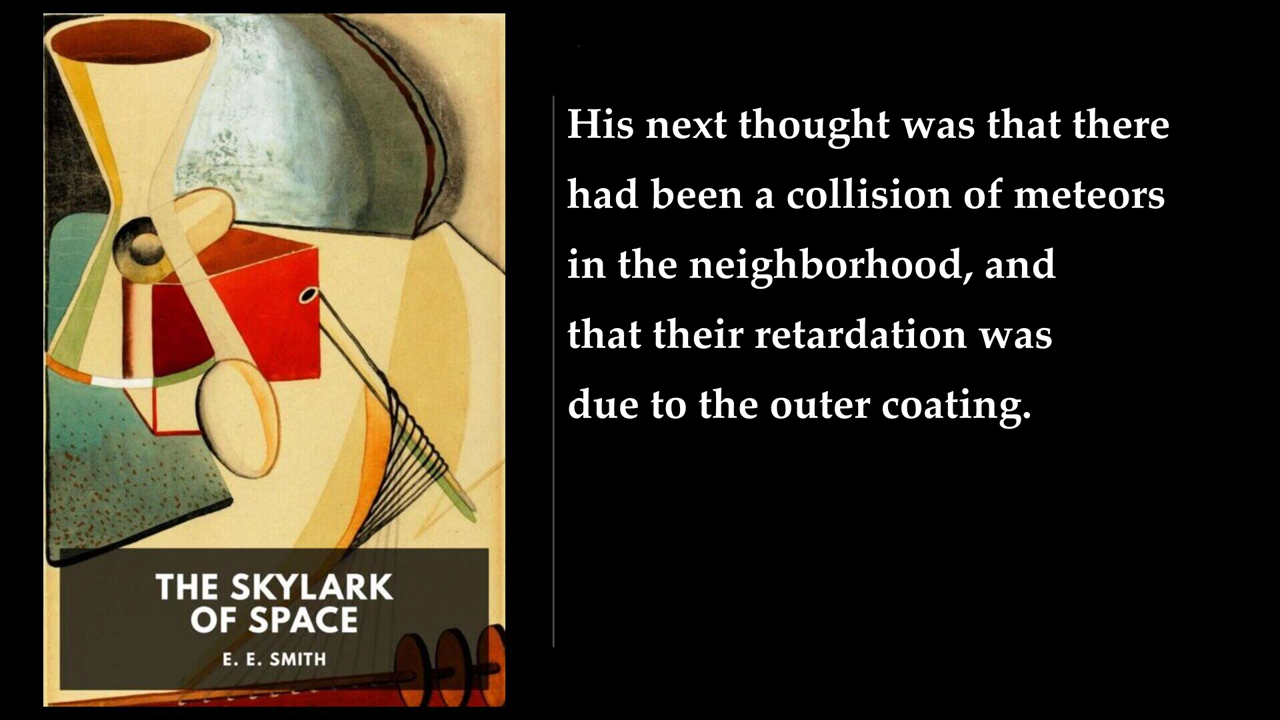 THE SKYLARK
OF SPACE
E. E. SMITH
His next thought was that there
had been a collision of meteors
in the neighborhood, and
that their retardation was
due to the outer coating.